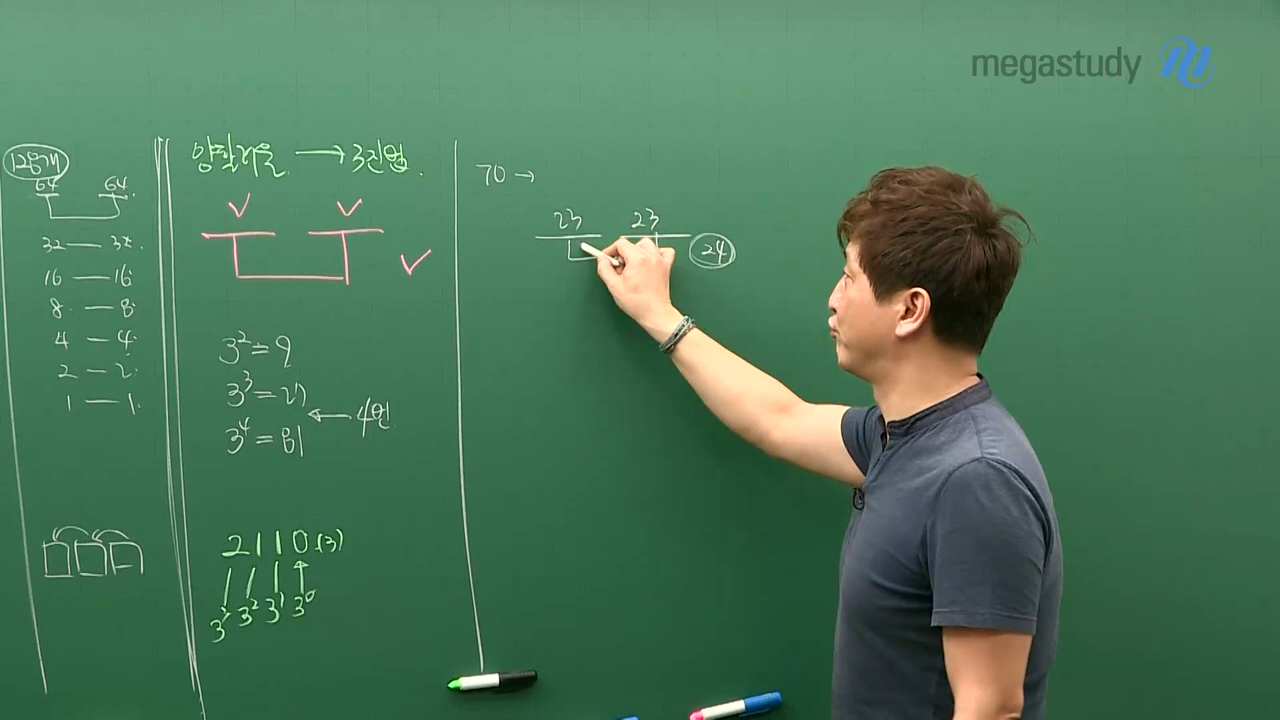 megastudy
128개
64 64
32 — 32
16 — 16
8 — 8
4 — 4
2 — 2
1 — 1
양팔저울 → 3진법.
3² = 9
3³ = 27
3⁴ = 81
← 4번
2110(3)
3³ 3² 3¹ 3⁰
70 →
23 23 24